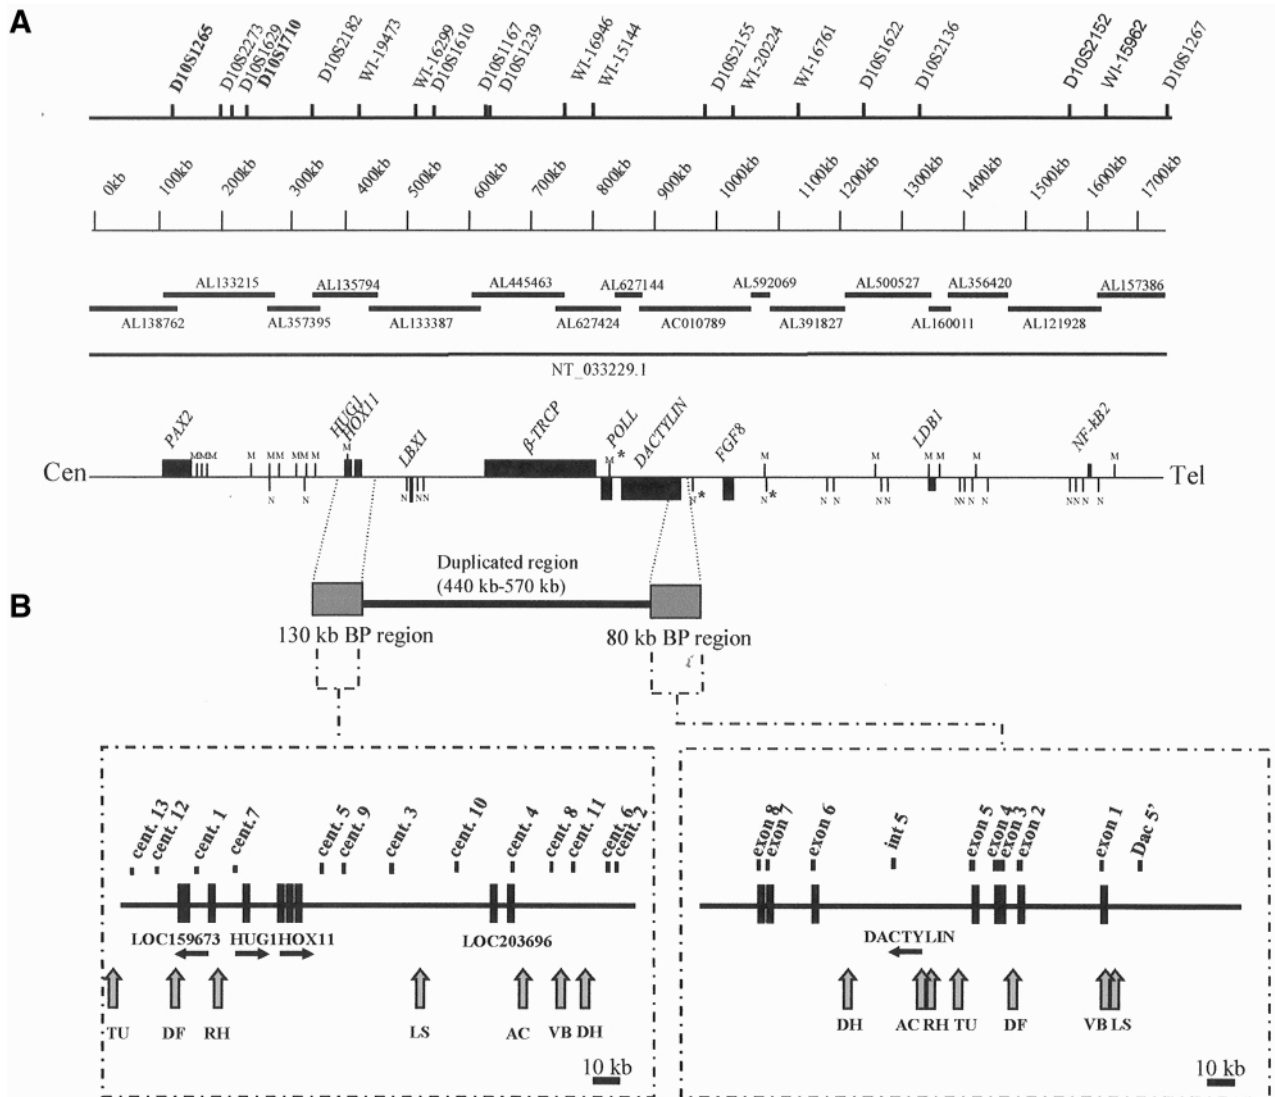 A
D10S1265 D10S2273 D10S1629 D10S1710 D10S2182 WI-19473 WI-16299 D10S1610 D10S1167 D10S1239 WI-16946 WI-15144 D10S2155 WI-20224 WI-16761 D10S1622 D10S2136 D10S2152 WI-15962 D10S1267
0kb 100kb 200kb 300kb 400kb 500kb 600kb 700kb 800kb 900kb 1000kb 1100kb 1200kb 1300kb 1400kb 1500kb 1600kb 1700kb
AL133215 AL135794 AL445463 AL627144 AL592069 AL500527 AL356420 AL157386
AL138762 AL357395 AL133387 AL627424 AC010789 AL391827 AL160011 AL121928
NT_033229.1
PAX2 HUG1 HOX11 LBX1 β-TRCP POLL DACTYLIN FGF8 LDB1 NF-kB2
M M M M M M M M M M M M * M M M M M M
Cen Tel
N N N N N N * N * N N N N N N N N N N N N
Duplicated region
(440 kb-570 kb)
B
130 kb BP region 80 kb BP region
cent. 13 cent. 12 cent. 1 cent.7 cent. 5 cent. 9 cent. 3 cent. 10 cent. 4 cent. 8 cent. 11 cent. 6 cent. 2
LOC159673 HUG1 HOX11 LOC203696
TU DF RH LS AC VB DH
10 kb
exon 8 exon 7 exon 6 int 5 exon 5 exon 4 exon 3 exon 2 exon 1 Dac 5'
DACTYLIN
DH AC RH TU DF VB LS
10 kb